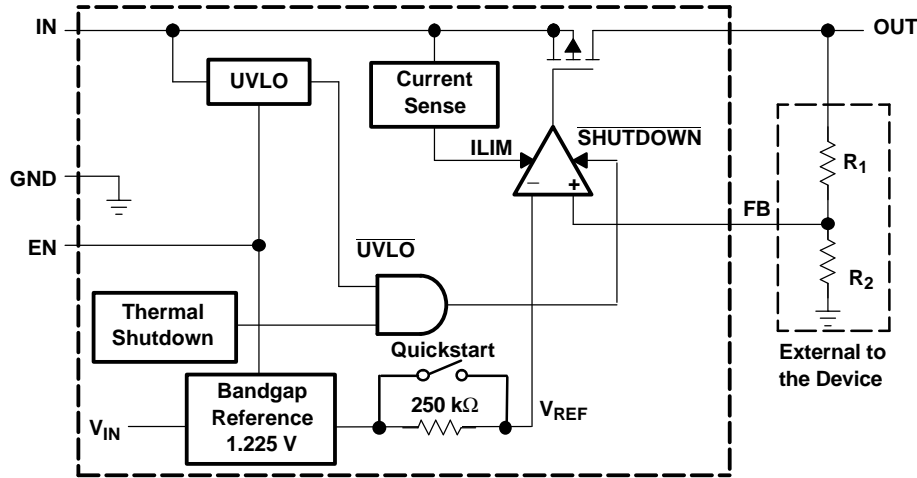 IN
OUT
UVLO
Current
Sense
SHUTDOWN
ILIM
R1
GND
– +
FB
EN
UVLO
R2
Thermal
Shutdown
Quickstart
External to
the Device
Bandgap
Reference
1.225 V
250 kΩ
VREF
VIN